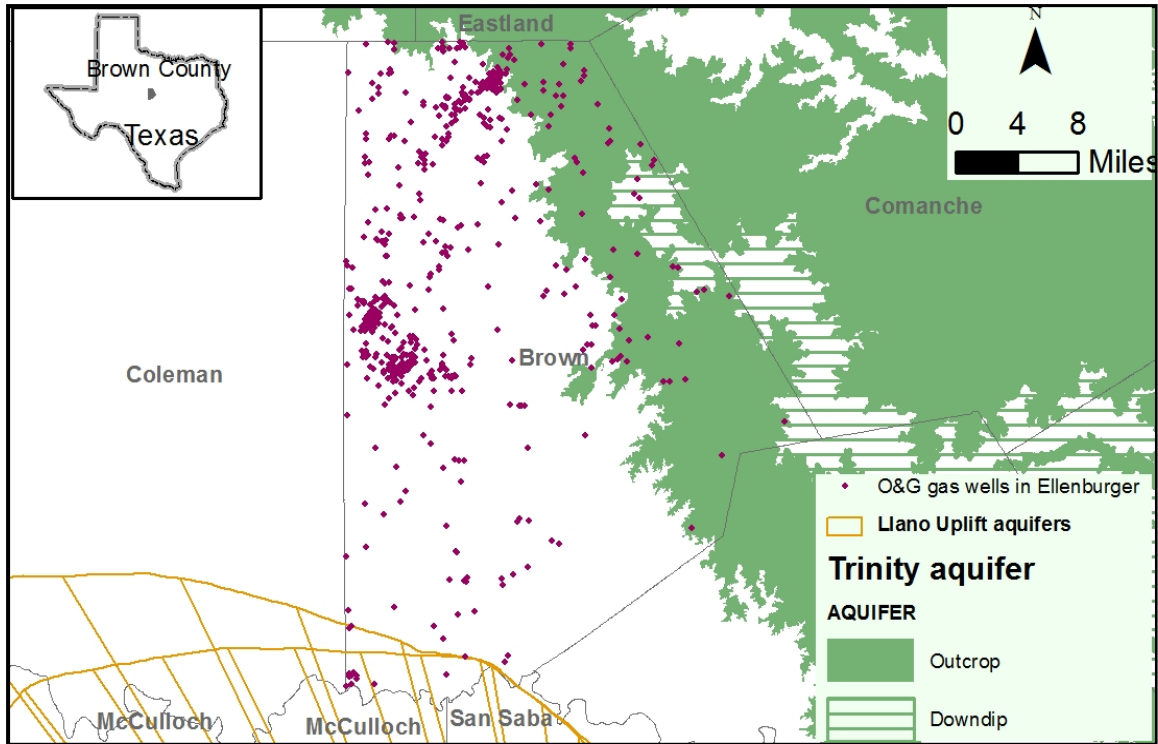 Eastland
Brown County
Texas
N
0 4 8
Miles
Comanche
Coleman
Brown
O&G gas wells in Ellenburger
Llano Uplift aquifers
Trinity aquifer
AQUIFER
Outcrop
Downdip
McCulloch
McCulloch
San Saba